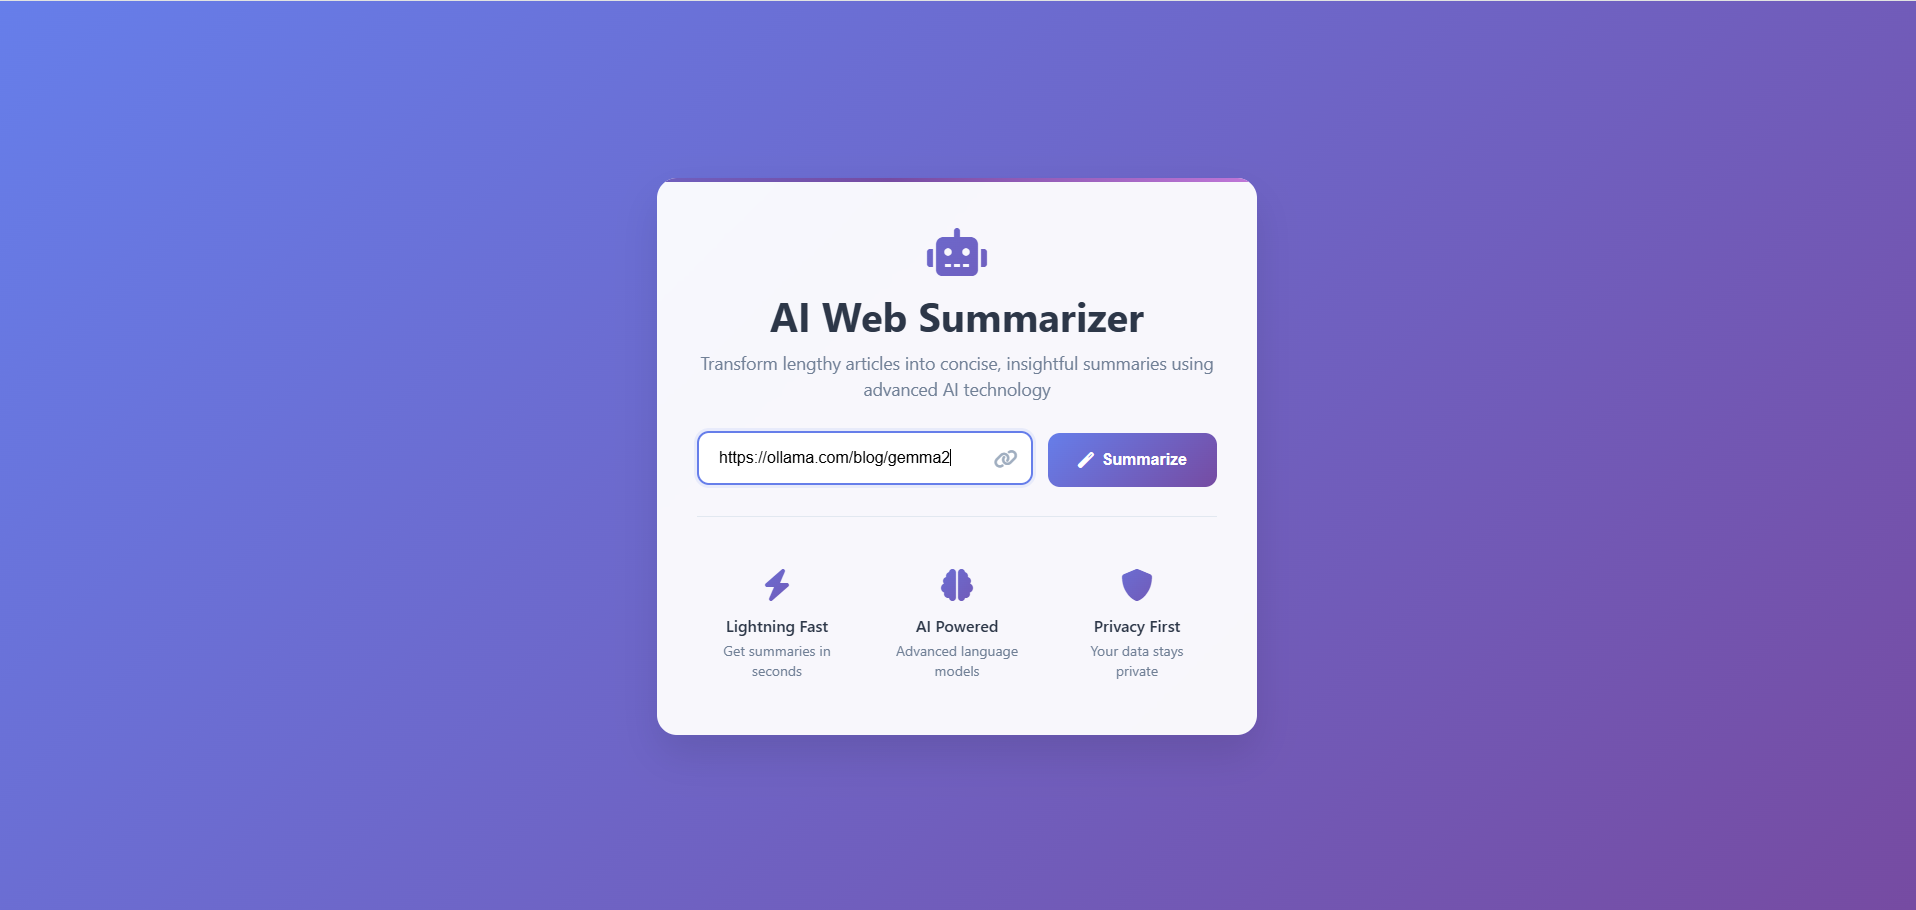 AI Web Summarizer
Transform lengthy articles into concise, insightful summaries using
advanced AI technology
https://ollama.com/blog/gemma2
Summarize
Lightning Fast
Get summaries in
seconds
AI Powered
Advanced language
models
Privacy First
Your data stays
private